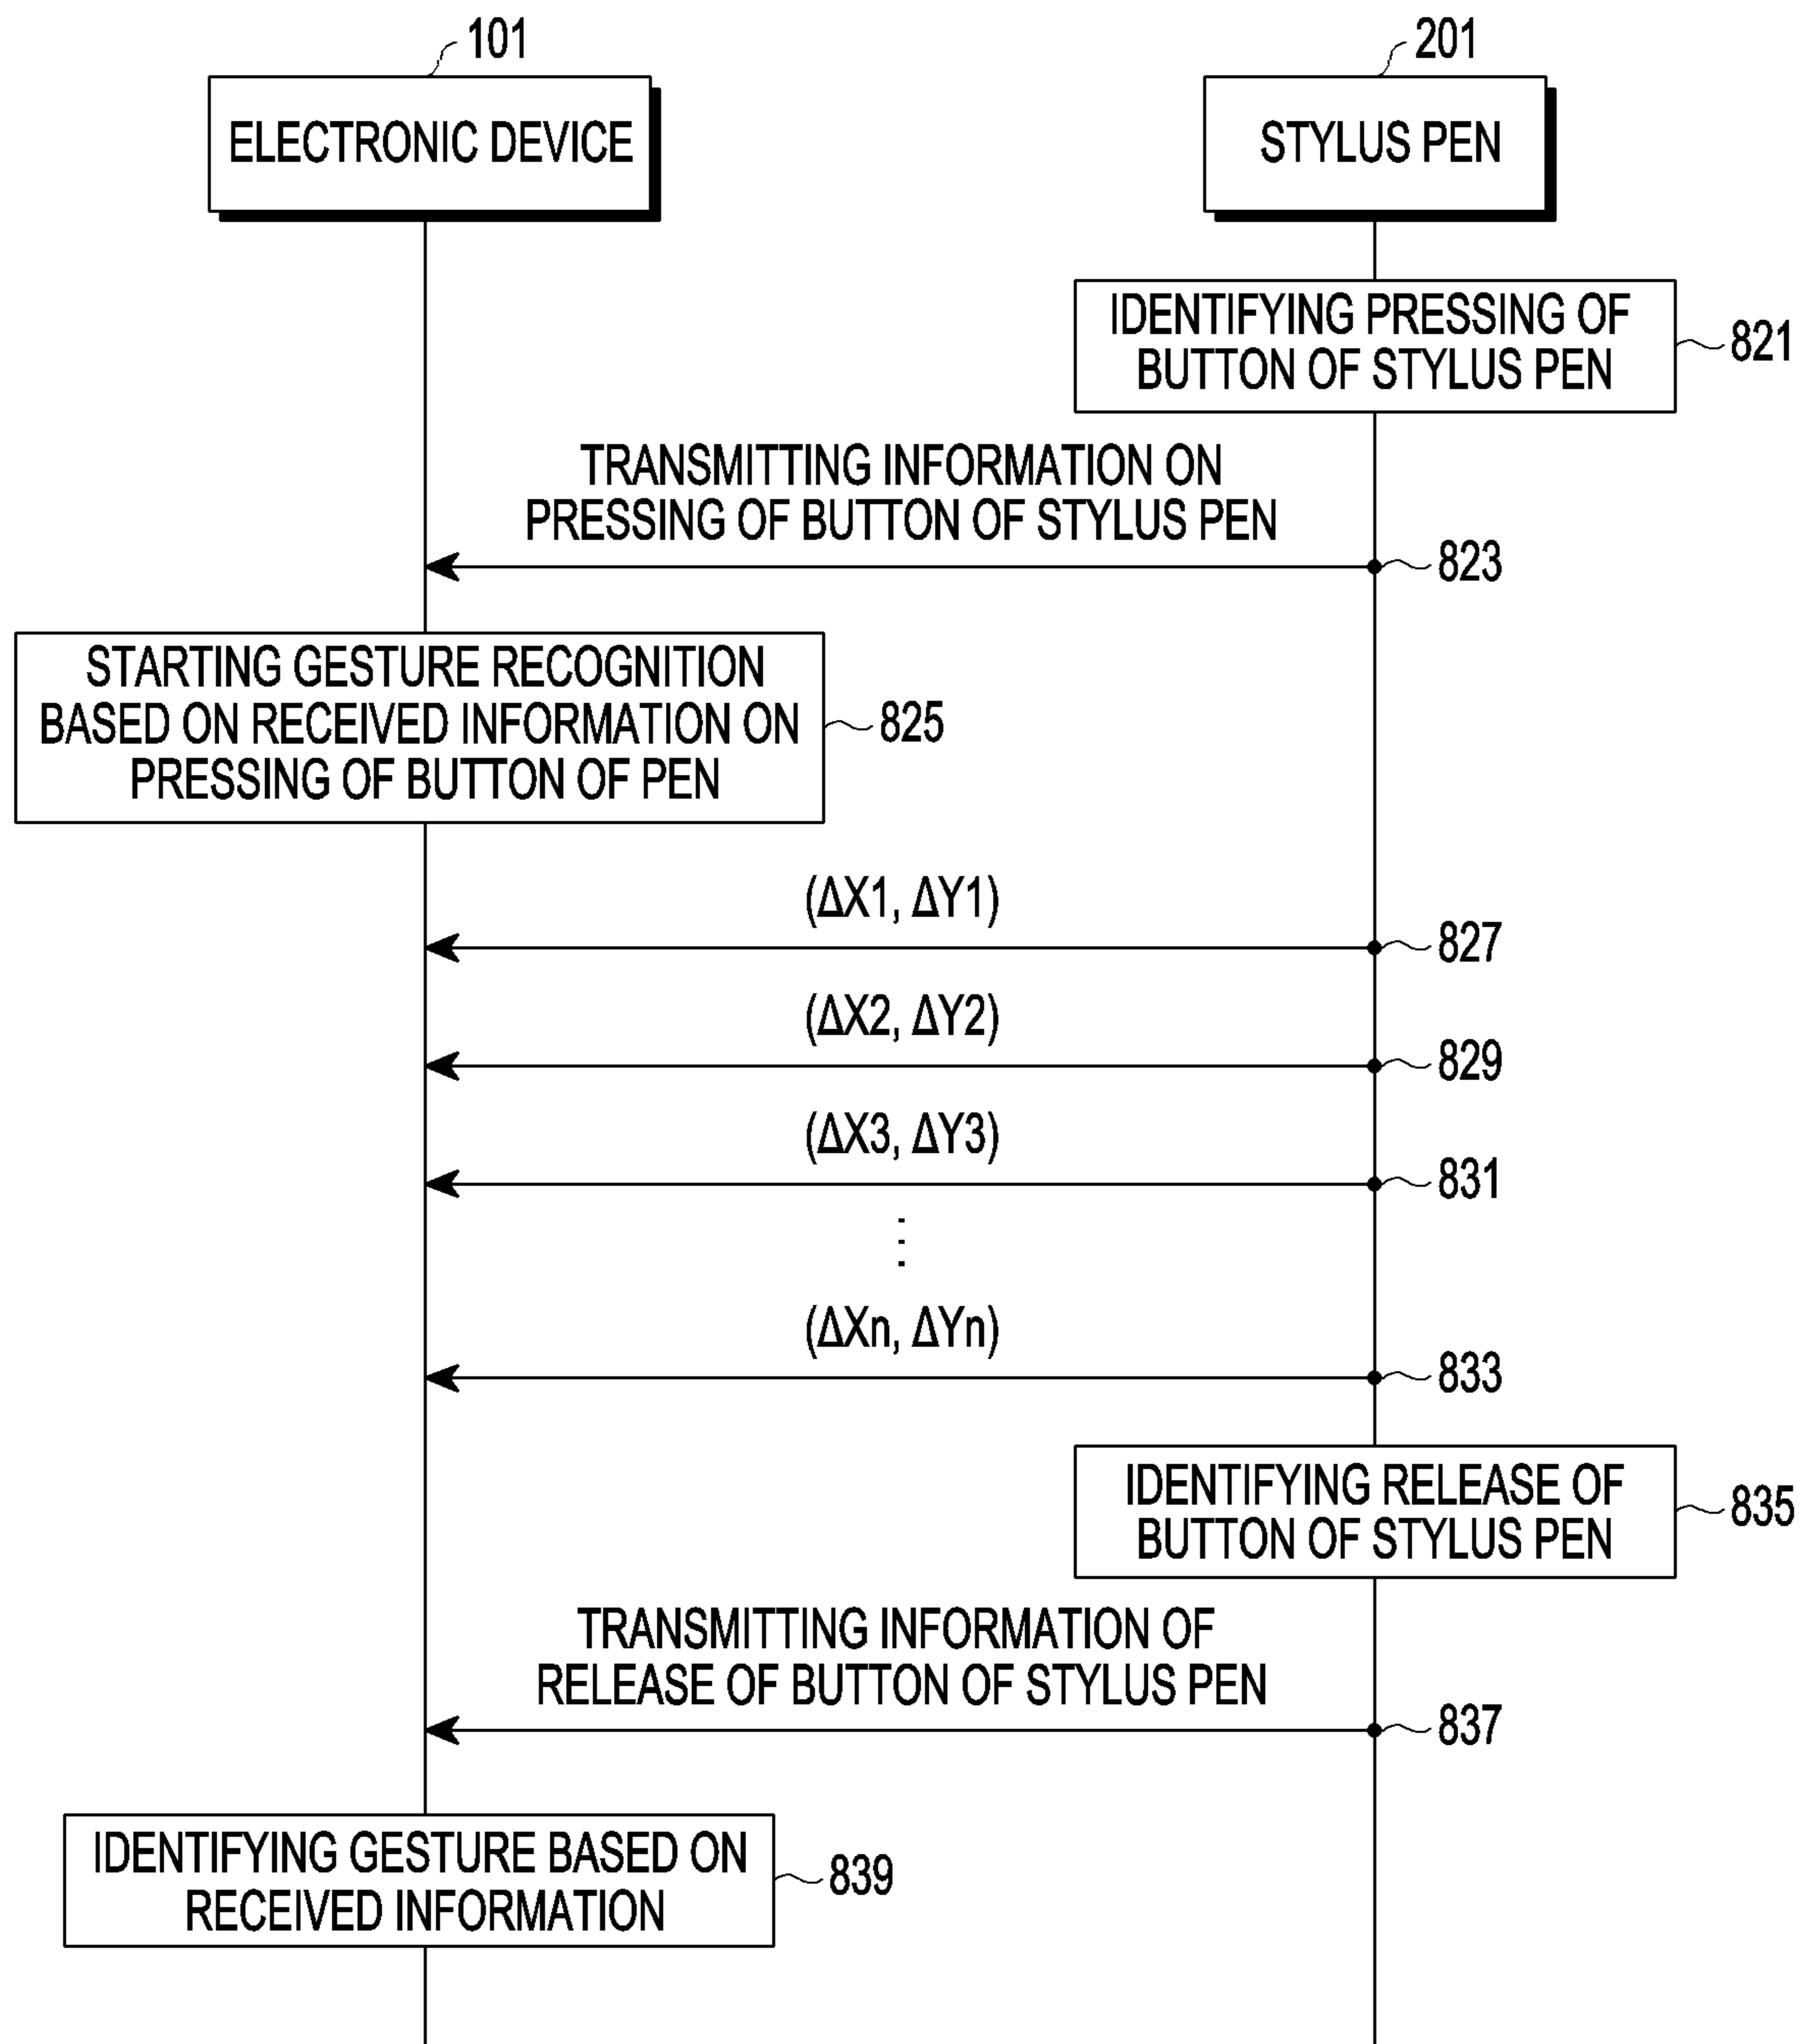 101
201
ELECTRONIC DEVICE
STYLUS PEN
IDENTIFYING PRESSING OF
BUTTON OF STYLUS PEN
821
TRANSMITTING INFORMATION ON
PRESSING OF BUTTON OF STYLUS PEN
823
STARTING GESTURE RECOGNITION
BASED ON RECEIVED INFORMATION ON
PRESSING OF BUTTON OF PEN
825
(ΔX1, ΔY1)
827
(ΔX2, ΔY2)
829
(ΔX3, ΔY3)
831
⋮
(ΔXn, ΔYn)
833
IDENTIFYING RELEASE OF
BUTTON OF STYLUS PEN
835
TRANSMITTING INFORMATION OF
RELEASE OF BUTTON OF STYLUS PEN
837
IDENTIFYING GESTURE BASED ON
RECEIVED INFORMATION
839